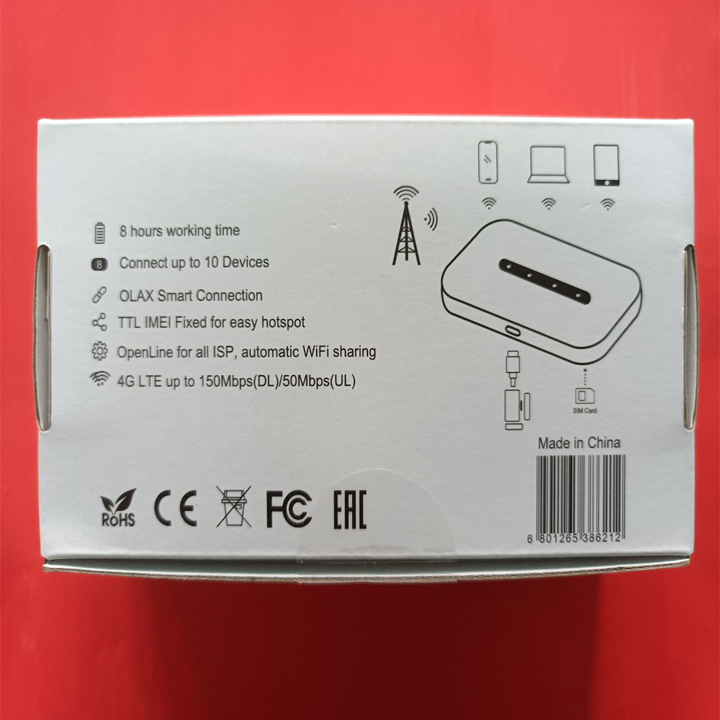 8 hours working time
8
Connect up to 10 Devices
OLAX Smart Connection
TTL IMEI Fixed for easy hotspot
OpenLine for all ISP, automatic WiFi sharing
4G LTE up to 150Mbps(DL)/50Mbps(UL)
SIM Card
Made in China
6 801265 386212
RoHS
CE
FC
EAC